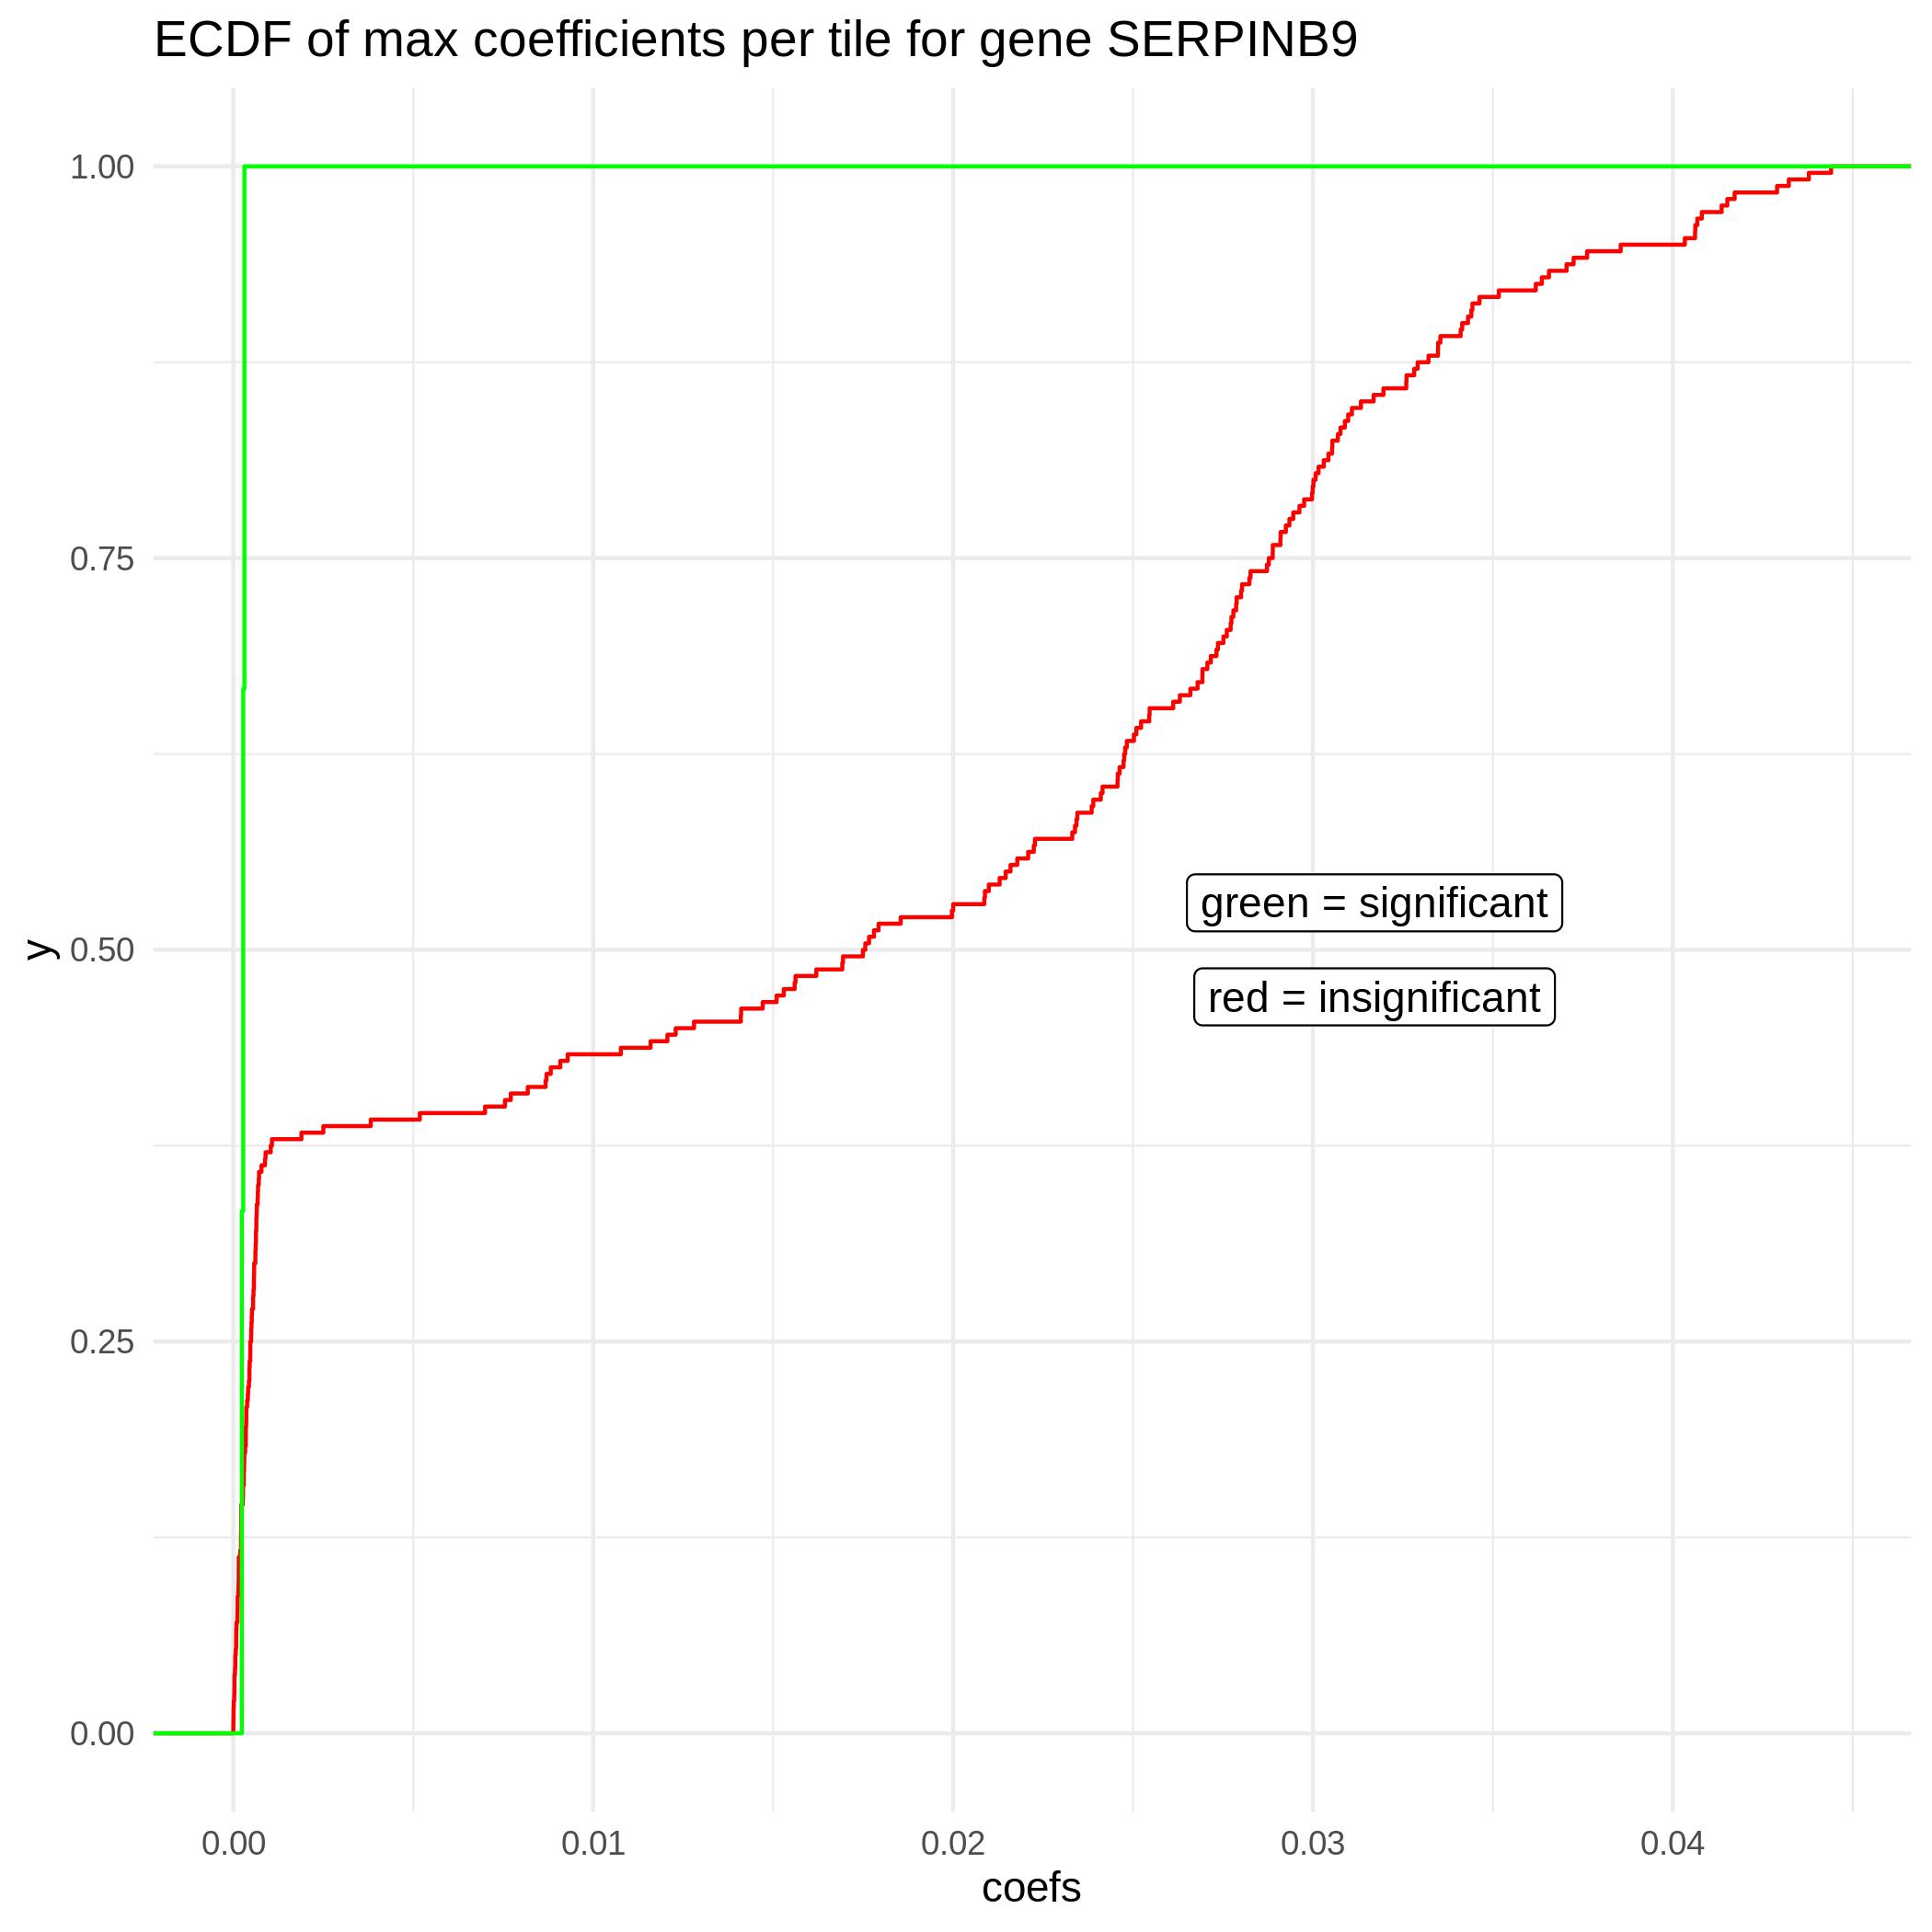 ECDF of max coefficients per tile for gene SERPINB9
1.00
0.75
0.50
0.25
0.00
y
green = significant
red = insignificant
0.00 0.01 0.02 0.03 0.04
coefs